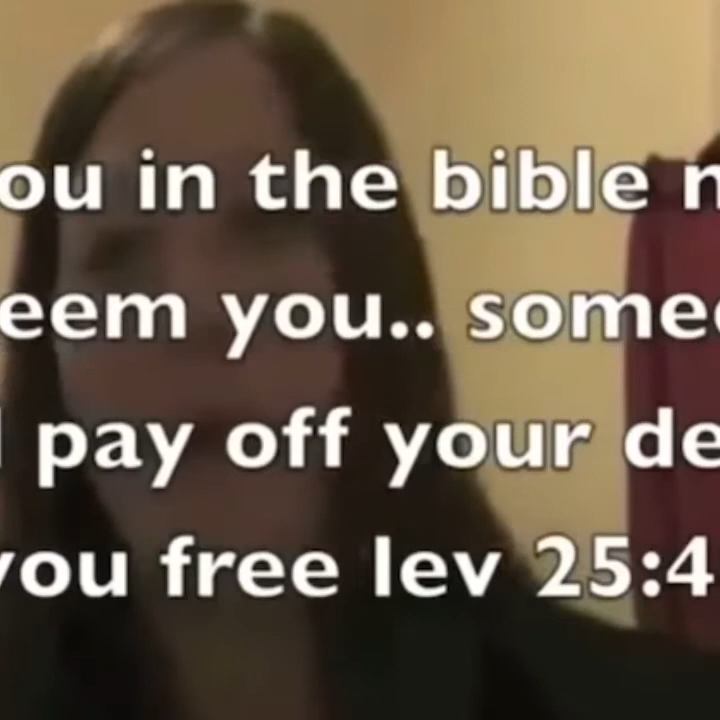 ou in the bible
eem you.. some
pay off your de
you free lev 25:4